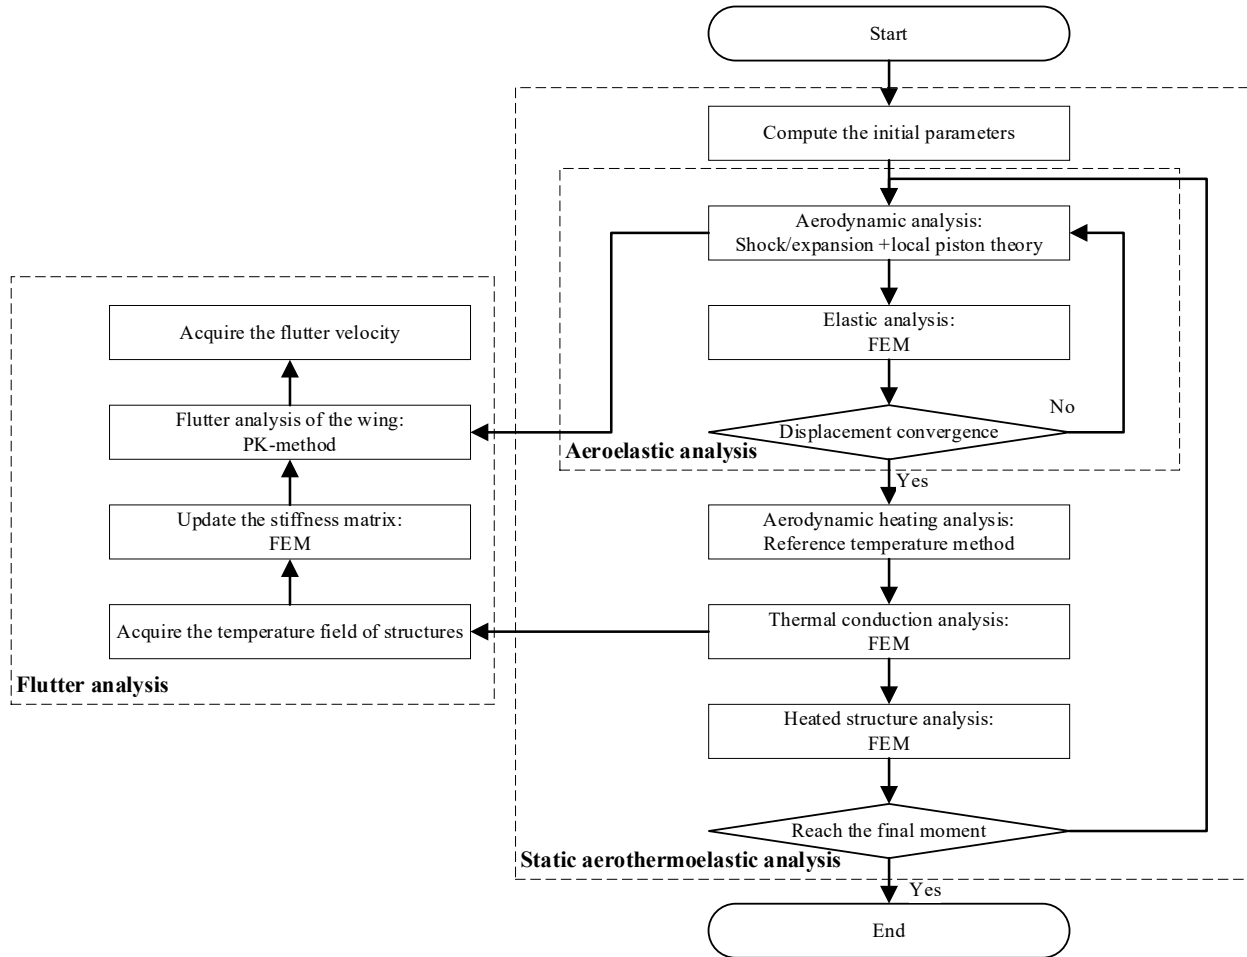 Start
Compute the initial parameters
Aerodynamic analysis:
Shock/expansion +local piston theory
Elastic analysis:
FEM
Displacement convergence
No
Aeroelastic analysis
Yes
Aerodynamic heating analysis:
Reference temperature method
Thermal conduction analysis:
FEM
Heated structure analysis:
FEM
Reach the final moment
Static aerothermoelastic analysis
Yes
End
Acquire the flutter velocity
Flutter analysis of the wing:
PK-method
Update the stiffness matrix:
FEM
Acquire the temperature field of structures
Flutter analysis